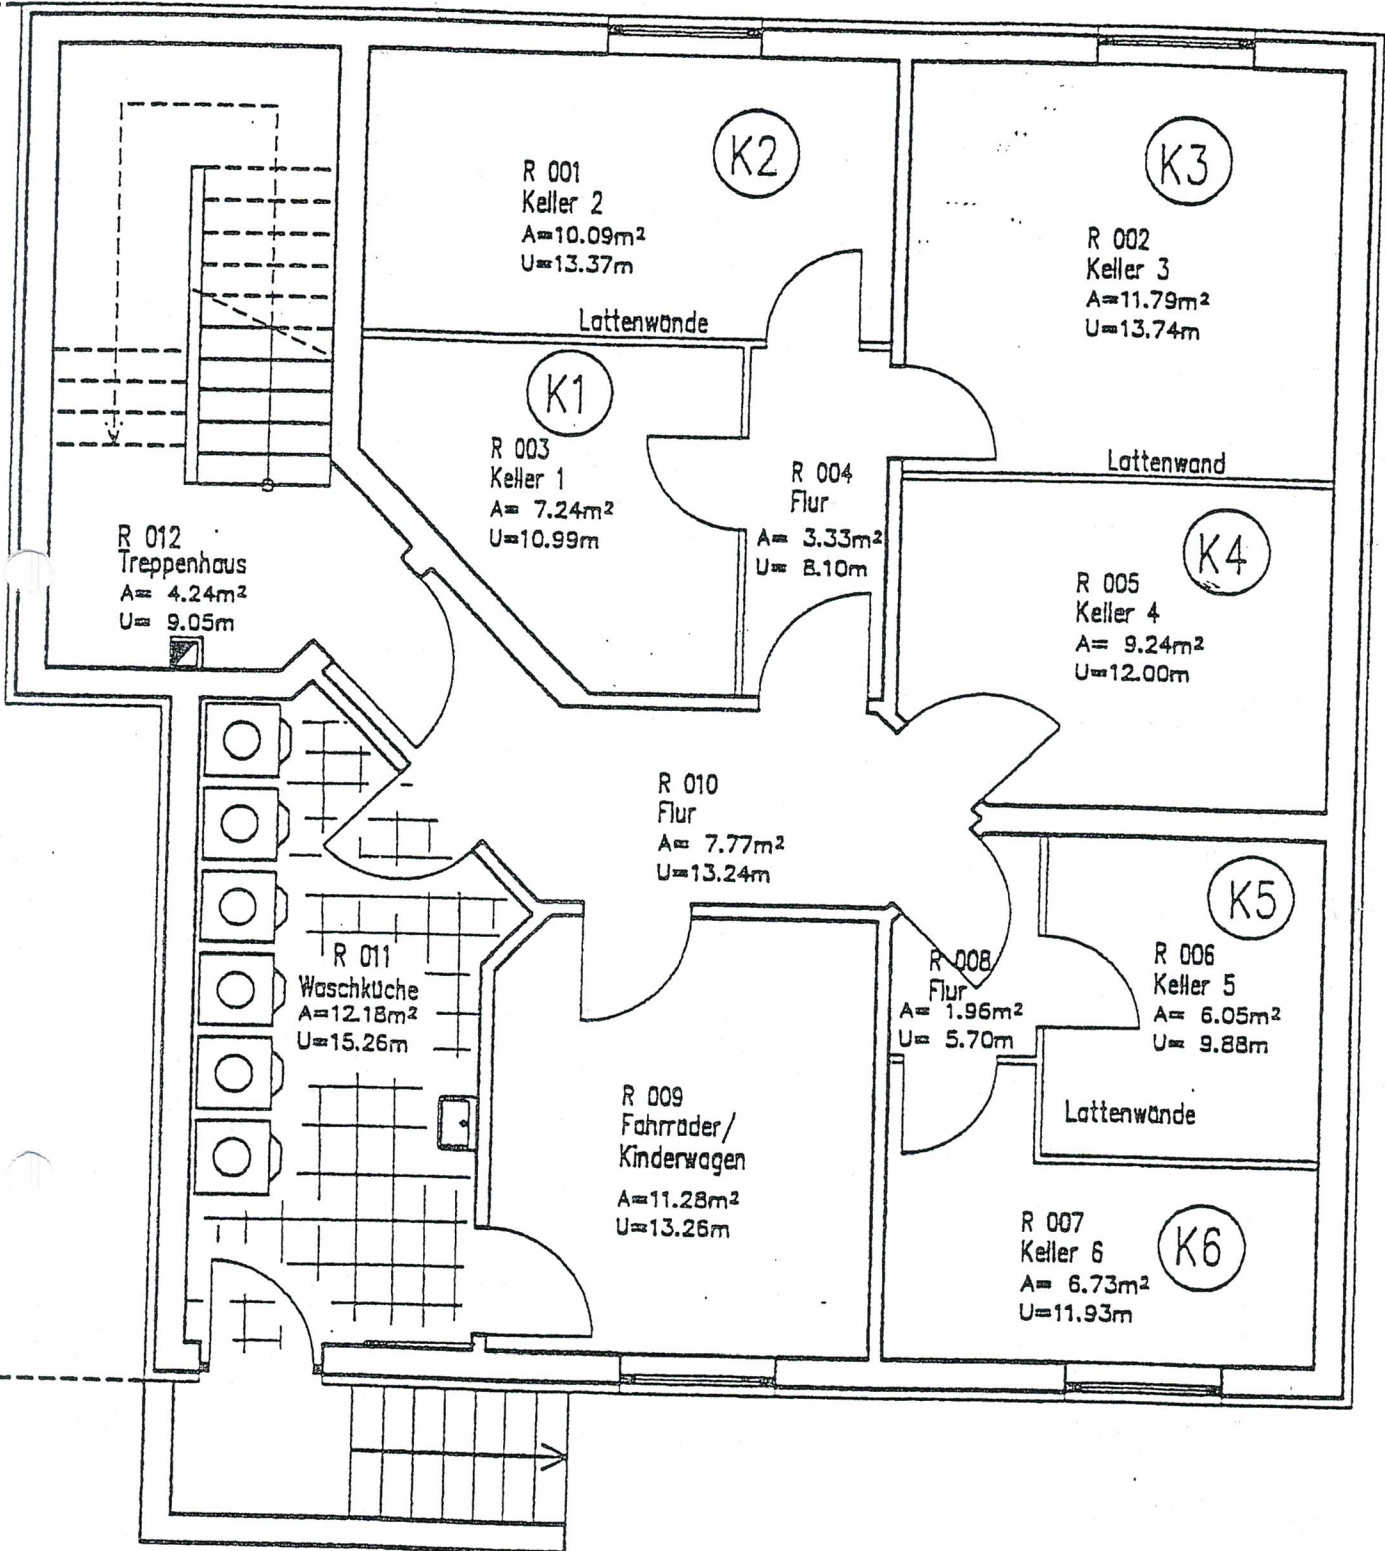 K2
R 001
Keller 2
A=10.09m²
U=13.37m
Lattenwände
K3
R 002
Keller 3
A=11.79m²
U=13.74m
Lattenwand
K1
R 003
Keller 1
A= 7.24m²
U=10.99m
R 004
Flur
A= 3.33m²
U= 8.10m
K4
R 005
Keller 4
A= 9.24m²
U=12.00m
R 012
Treppenhaus
A= 4.24m²
U= 9.05m
R 010
Flur
A= 7.77m²
U=13.24m
K5
R 006
Keller 5
A= 6.05m²
U= 9.88m
Lattenwände
R 008
Flur
A= 1.96m²
U= 5.70m
R 011
Waschküche
A=12.18m²
U=15.26m
R 009
Fahrräder/
Kinderwagen
A=11.28m²
U=13.26m
K6
R 007
Keller 6
A= 6.73m²
U=11.93m